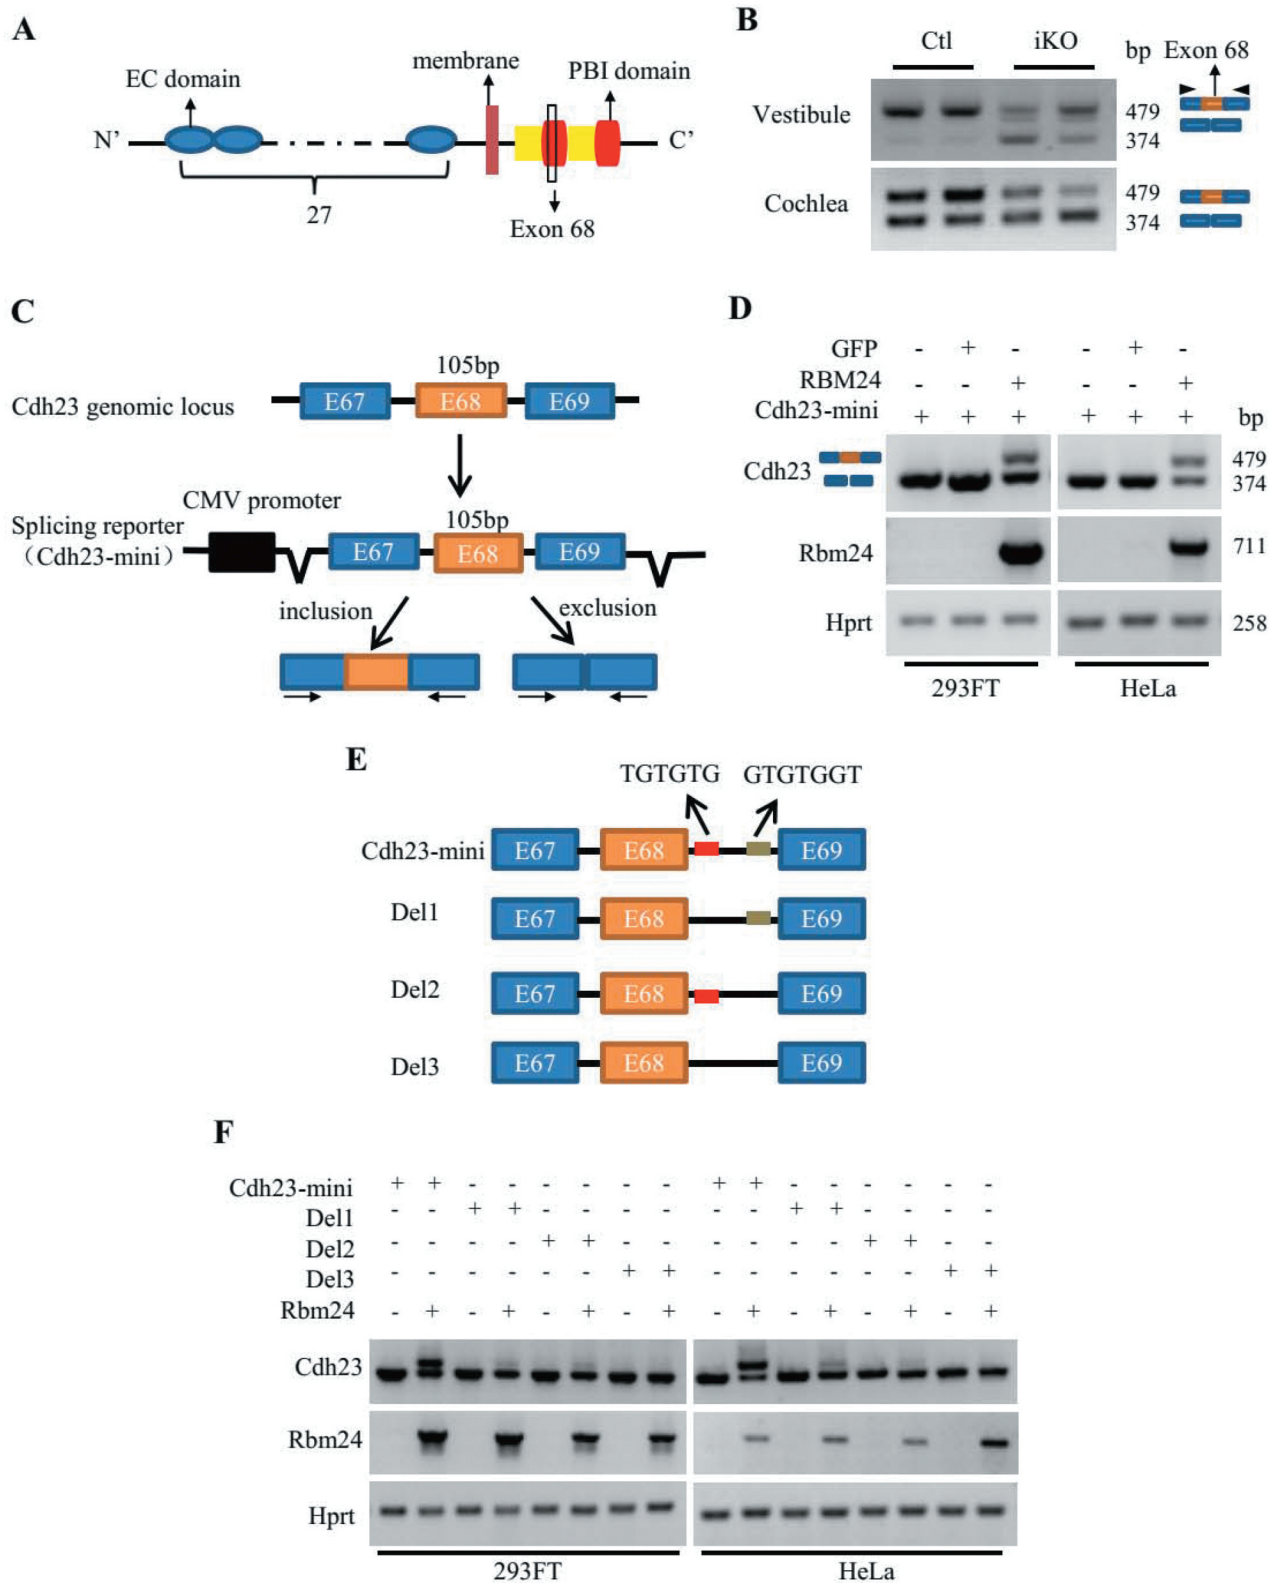 A
EC domain
membrane
PBI domain
N’
C’
27
Exon 68
B
Ctl
iKO
bp
Exon 68
Vestibule
479
374
Cochlea
479
374
C
105bp
Cdh23 genomic locus
E67
E68
E69
CMV promoter
Splicing reporter
(Cdh23-mini)
105bp
E67
E68
E69
inclusion
exclusion
D
GFP - + - - + -
RBM24 - - + - - +
Cdh23-mini + + + + + +
bp
Cdh23
479
374
Rbm24
711
Hprt
258
293FT
HeLa
E
TGTGTG
GTGTGGT
Cdh23-mini
E67
E68
E69
Del1
E67
E68
E69
Del2
E67
E68
E69
Del3
E67
E68
E69
F
Cdh23-mini + + - - - - - - + + - - - - - -
Del1 - - + + - - - - - - + + - - - -
Del2 - - - - + + - - - - - - + + - -
Del3 - - - - - - + + - - - - - - + +
Rbm24 - + - + - + - + - + - + - + - +
Cdh23
Rbm24
Hprt
293FT
HeLa